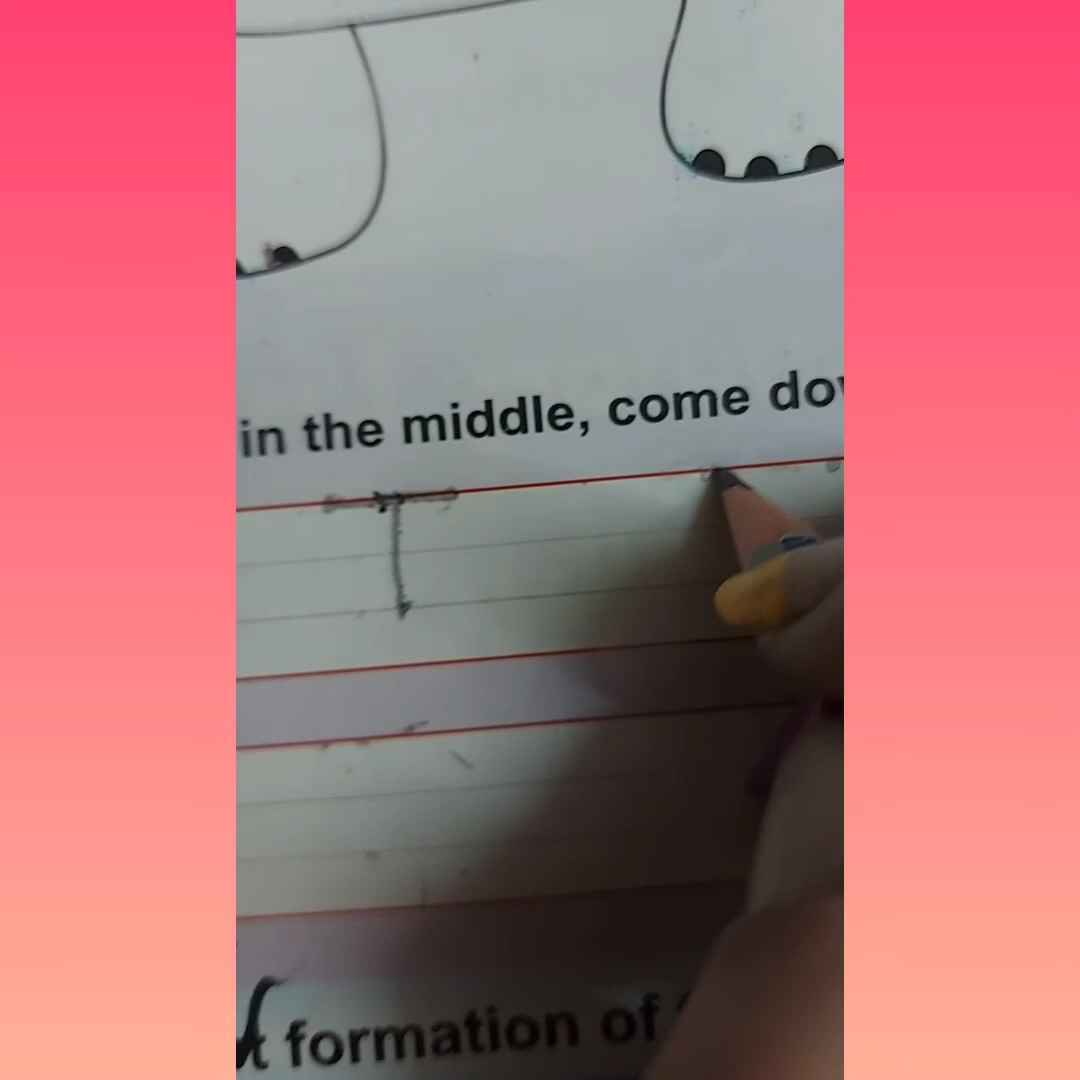 in the middle, come do
T
t formation of